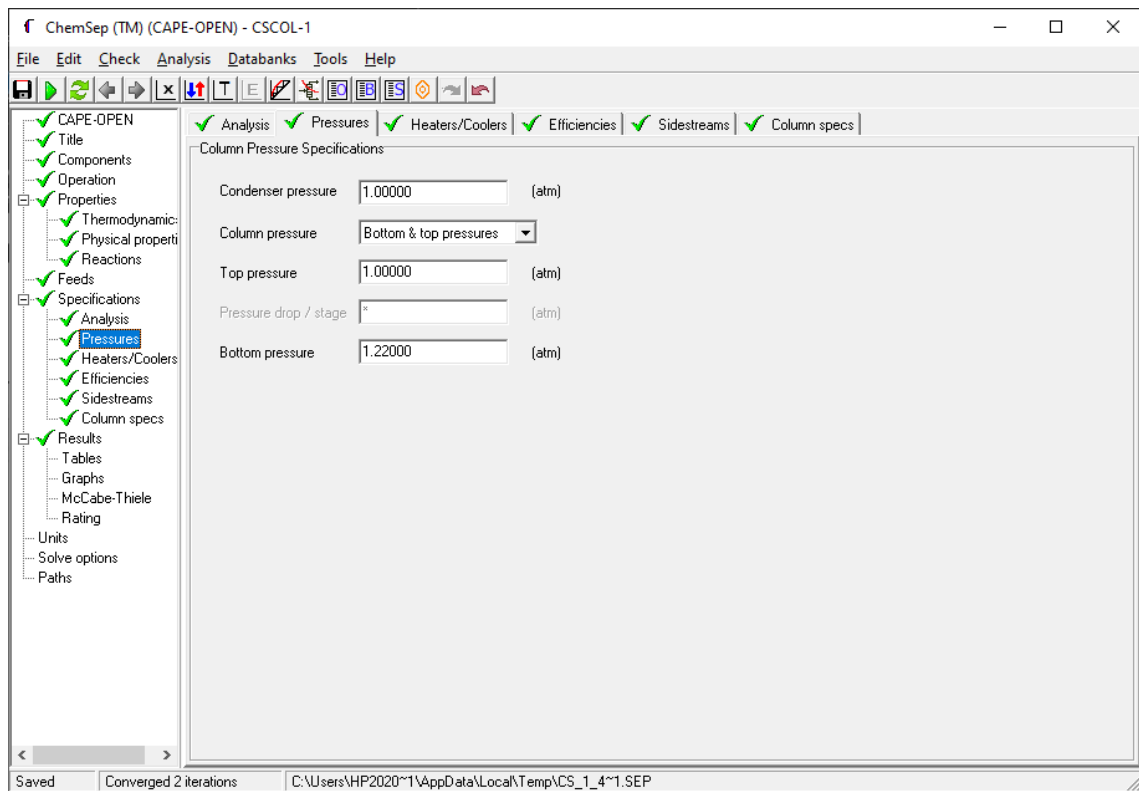 ChemSep (TM) (CAPE-OPEN) - CSCOL-1
File Edit Check Analysis Databanks Tools Help
CAPE-OPEN
Title
Components
Operation
Properties
Thermodynamic:
Physical properti
Reactions
Feeds
Specifications
Analysis
Pressures
Heaters/Coolers
Efficiencies
Sidestreams
Column specs
Results
Tables
Graphs
McCabe-Thiele
Rating
Units
Solve options
Paths
Analysis Pressures Heaters/Coolers Efficiencies Sidestreams Column specs
Column Pressure Specifications
Condenser pressure 1.00000 (atm)
Column pressure Bottom & top pressures
Top pressure 1.00000 (atm)
Pressure drop / stage * (atm)
Bottom pressure 1.22000 (atm)
Saved Converged 2 iterations C:\Users\HP2020~1\AppData\Local\Temp\CS_1_4~1.SEP